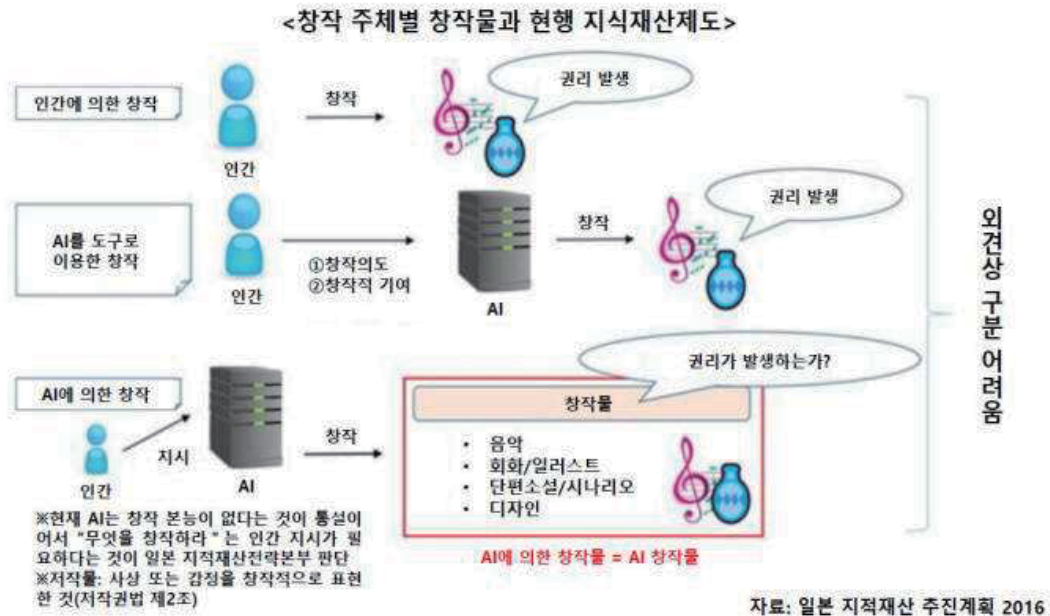 <창작 주체별 창작물과 현행 지식재산제도>
인간에 의한 창작
인간
창작
권리 발생
AI를 도구로
이용한 창작
인간
①창작의도
②창작적 기여
AI
창작
권리 발생
AI에 의한 창작
인간
지시
AI
창작
권리가 발생하는가?
창작물
• 음악
• 회화/일러스트
• 단편소설/시나리오
• 디자인
AI에 의한 창작물 = AI 창작물
외견상 구분 어려움
※현재 AI는 창작 본능이 없다는 것이 통설이
어서 "무엇을 창작하라"는 인간 지시가 필
요하다는 것이 일본 지적재산전략본부 판단
※저작물: 사상 또는 감정을 창작적으로 표현
한 것(저작권법 제2조)
자료: 일본 지적재산 추진계획 2016